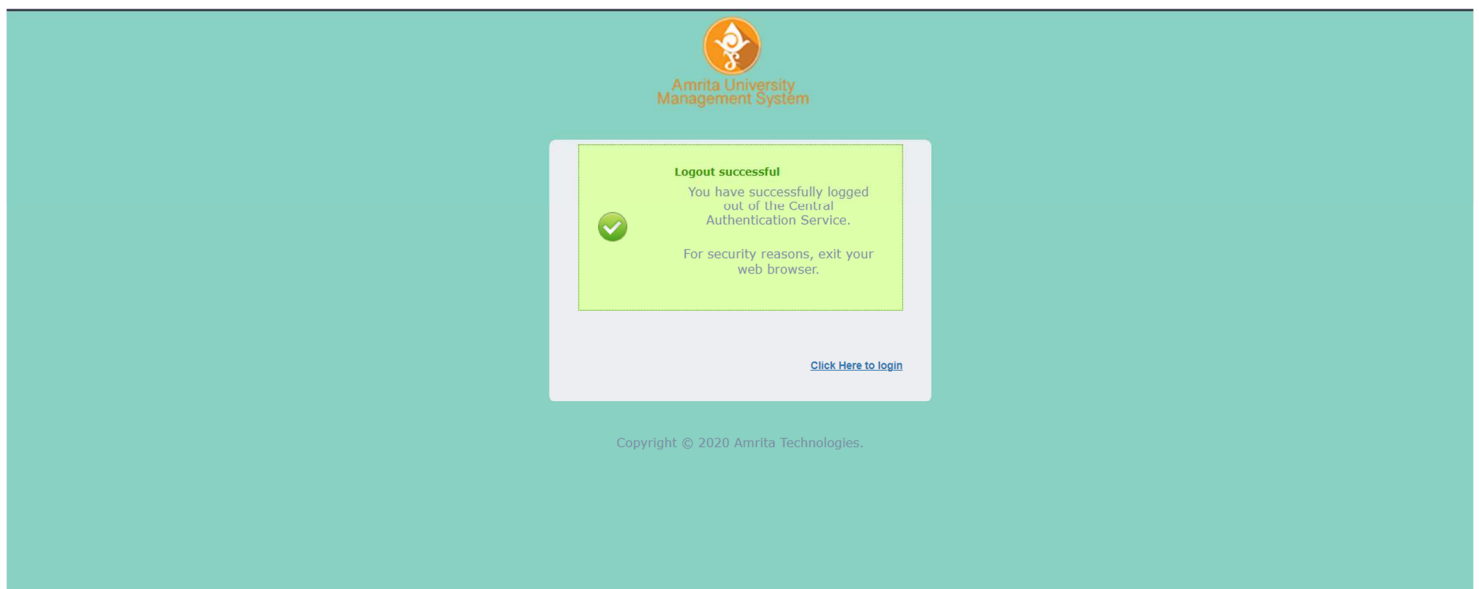 Amrita University
Management System
Logout successful
You have successfully logged
out of the Central
Authentication Service.
For security reasons, exit your
web browser.
Click Here to login
Copyright © 2020 Amrita Technologies.